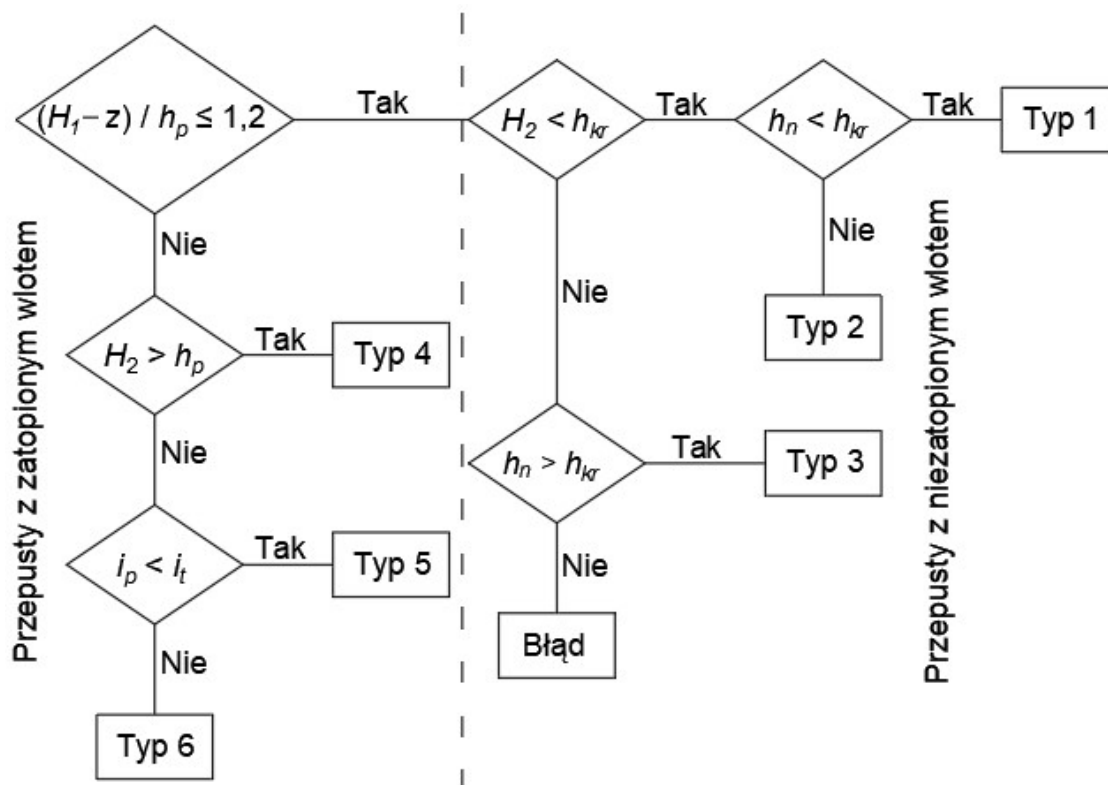 (H₁– z) / hₚ ≤ 1,2
Tak
H₂ < hₖᵣ
Tak
hₙ < hₖᵣ
Tak
Typ 1
Nie
Nie
Nie
Typ 2
H₂ > hₚ
Tak
Typ 4
Nie
hₙ > hₖᵣ
Tak
Typ 3
iₚ < iₜ
Tak
Typ 5
Nie
Błąd
Nie
Typ 6
Przepusty z zatopionym wlotem
Przepusty z niezatopionym wlotem